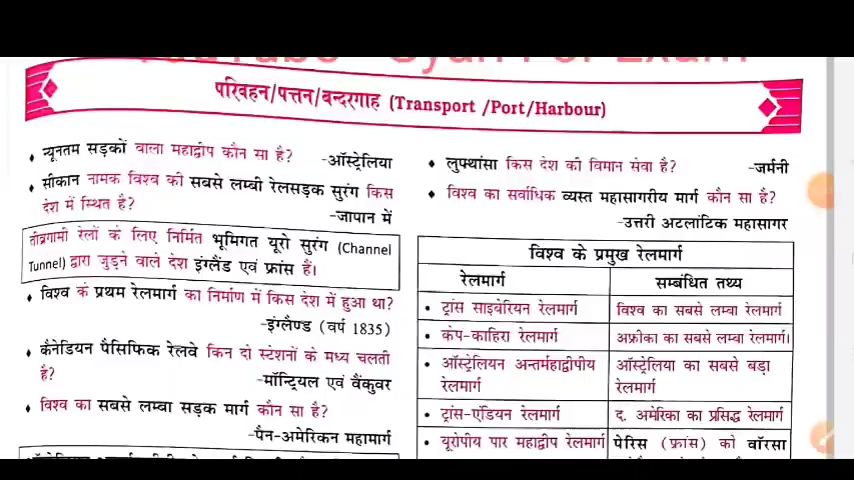 परिवहन/पत्तन/बन्दरगाह (Transport /Port/Harbour)
♦ न्यूनतम सड़कों वाला महाद्वीप कौन सा है?
-ऑस्ट्रेलिया
♦ सीकान नामक विश्व की सबसे लम्बी रेलसड़क सुरंग किस
देश में स्थित है?
-जापान में
तीव्रगामी रेलों के लिए निर्मित भूमिगत यूरो सुरंग (Channel
Tunnel) द्वारा जुड़ने वाले देश इंग्लैंड एवं फ्रांस हैं।
♦ विश्व के प्रथम रेलमार्ग का निर्माण में किस देश में हुआ था?
-इंग्लैण्ड (वर्ष 1835)
♦ कैनेडियन पैसिफिक रेलवे किन दो स्टेशनों के मध्य चलती
है?
-मॉन्ट्रियल एवं वैंकुवर
♦ विश्व का सबसे लम्बा सड़क मार्ग कौन सा है?
-पैन-अमेरिकन महामार्ग
♦ लुफ्थांसा किस देश की विमान सेवा है?
-जर्मनी
♦ विश्व का सर्वाधिक व्यस्त महासागरीय मार्ग कौन सा है?
-उत्तरी अटलांटिक महासागर
विश्व के प्रमुख रेलमार्ग
रेलमार्ग सम्बंधित तथ्य
• ट्रांस साइबेरियन रेलमार्ग विश्व का सबसे लम्बा रेलमार्ग
• केप-काहिरा रेलमार्ग अफ्रीका का सबसे लम्बा रेलमार्ग।
• ऑस्ट्रेलियन अन्तर्महाद्वीपीय ऑस्ट्रेलिया का सबसे बड़ा
रेलमार्ग रेलमार्ग
• ट्रांस-एंडियन रेलमार्ग द. अमेरिका का प्रसिद्ध रेलमार्ग
• यूरोपीय पार महाद्वीप रेलमार्ग पेरिस (फ्रांस) को वॉरसा